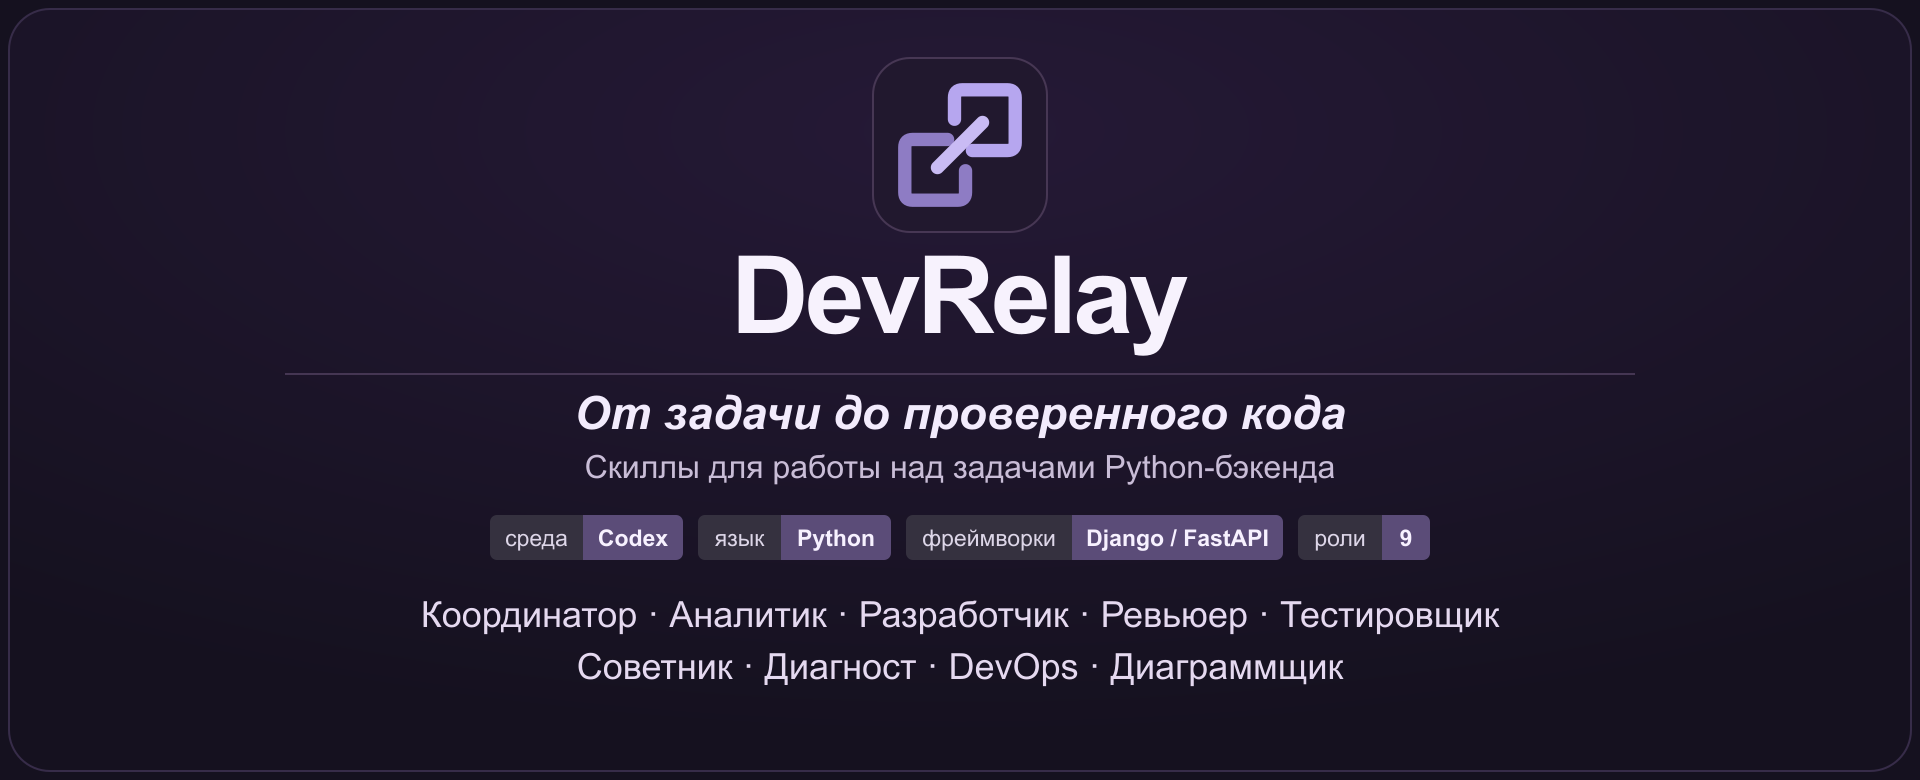 DevRelay
От задачи до проверенного кода
Скиллы для работы над задачами Python-бэкенда
среда Codex язык Python фреймворки Django / FastAPI роли 9
Координатор · Аналитик · Разработчик · Ревьюер · Тестировщик
Советник · Диагност · DevOps · Диаграммщик